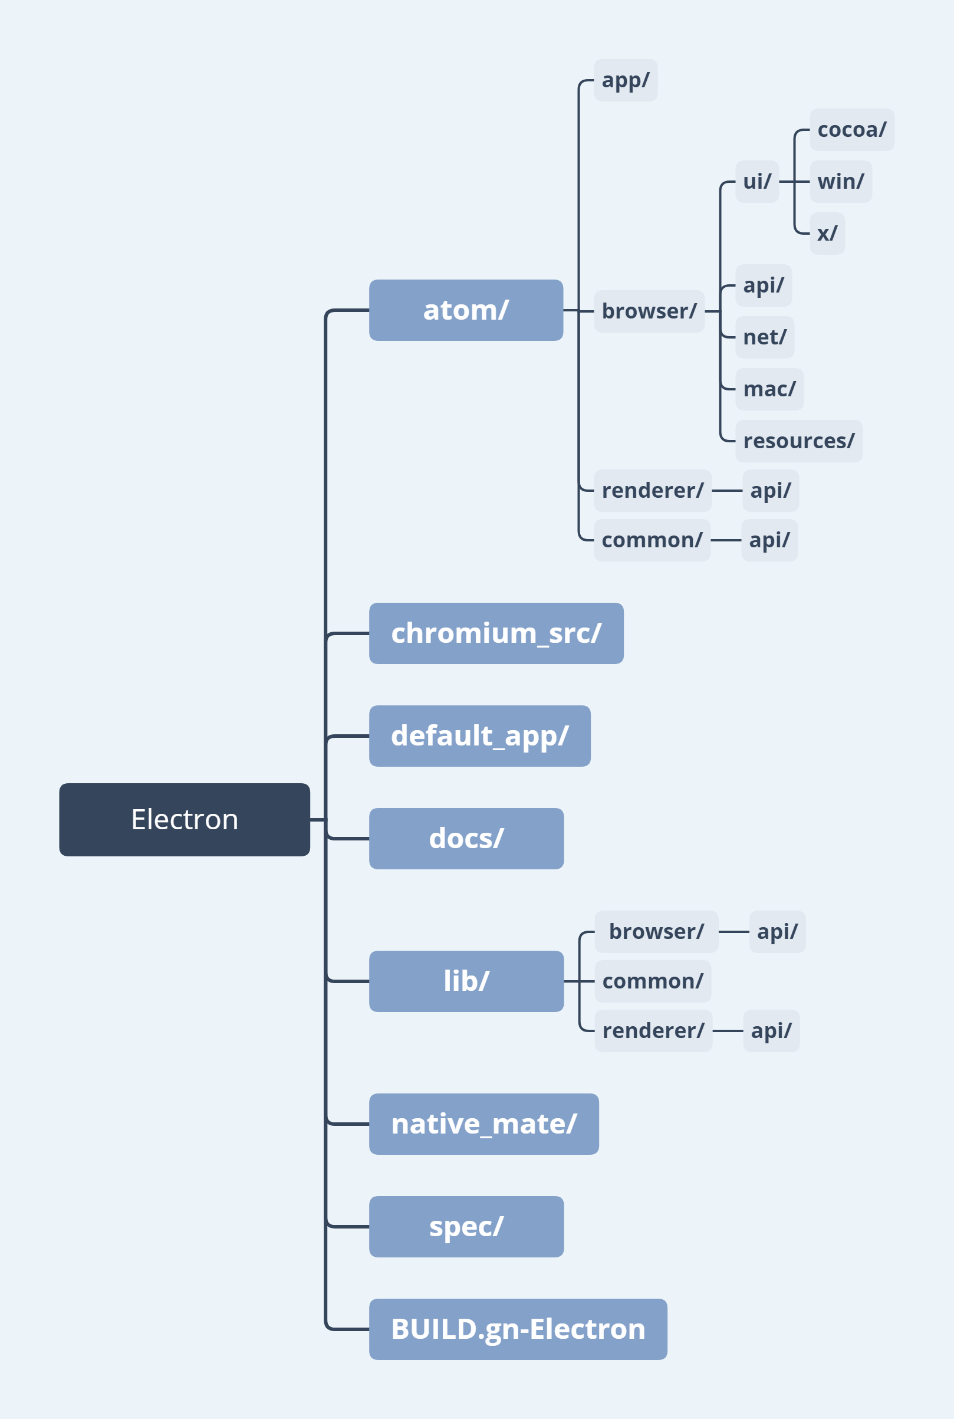 Electron
atom/
app/
browser/
ui/
cocoa/
win/
x/
api/
net/
mac/
resources/
renderer/
api/
common/
api/
chromium_src/
default_app/
docs/
lib/
browser/
api/
common/
renderer/
api/
native_mate/
spec/
BUILD.gn-Electron